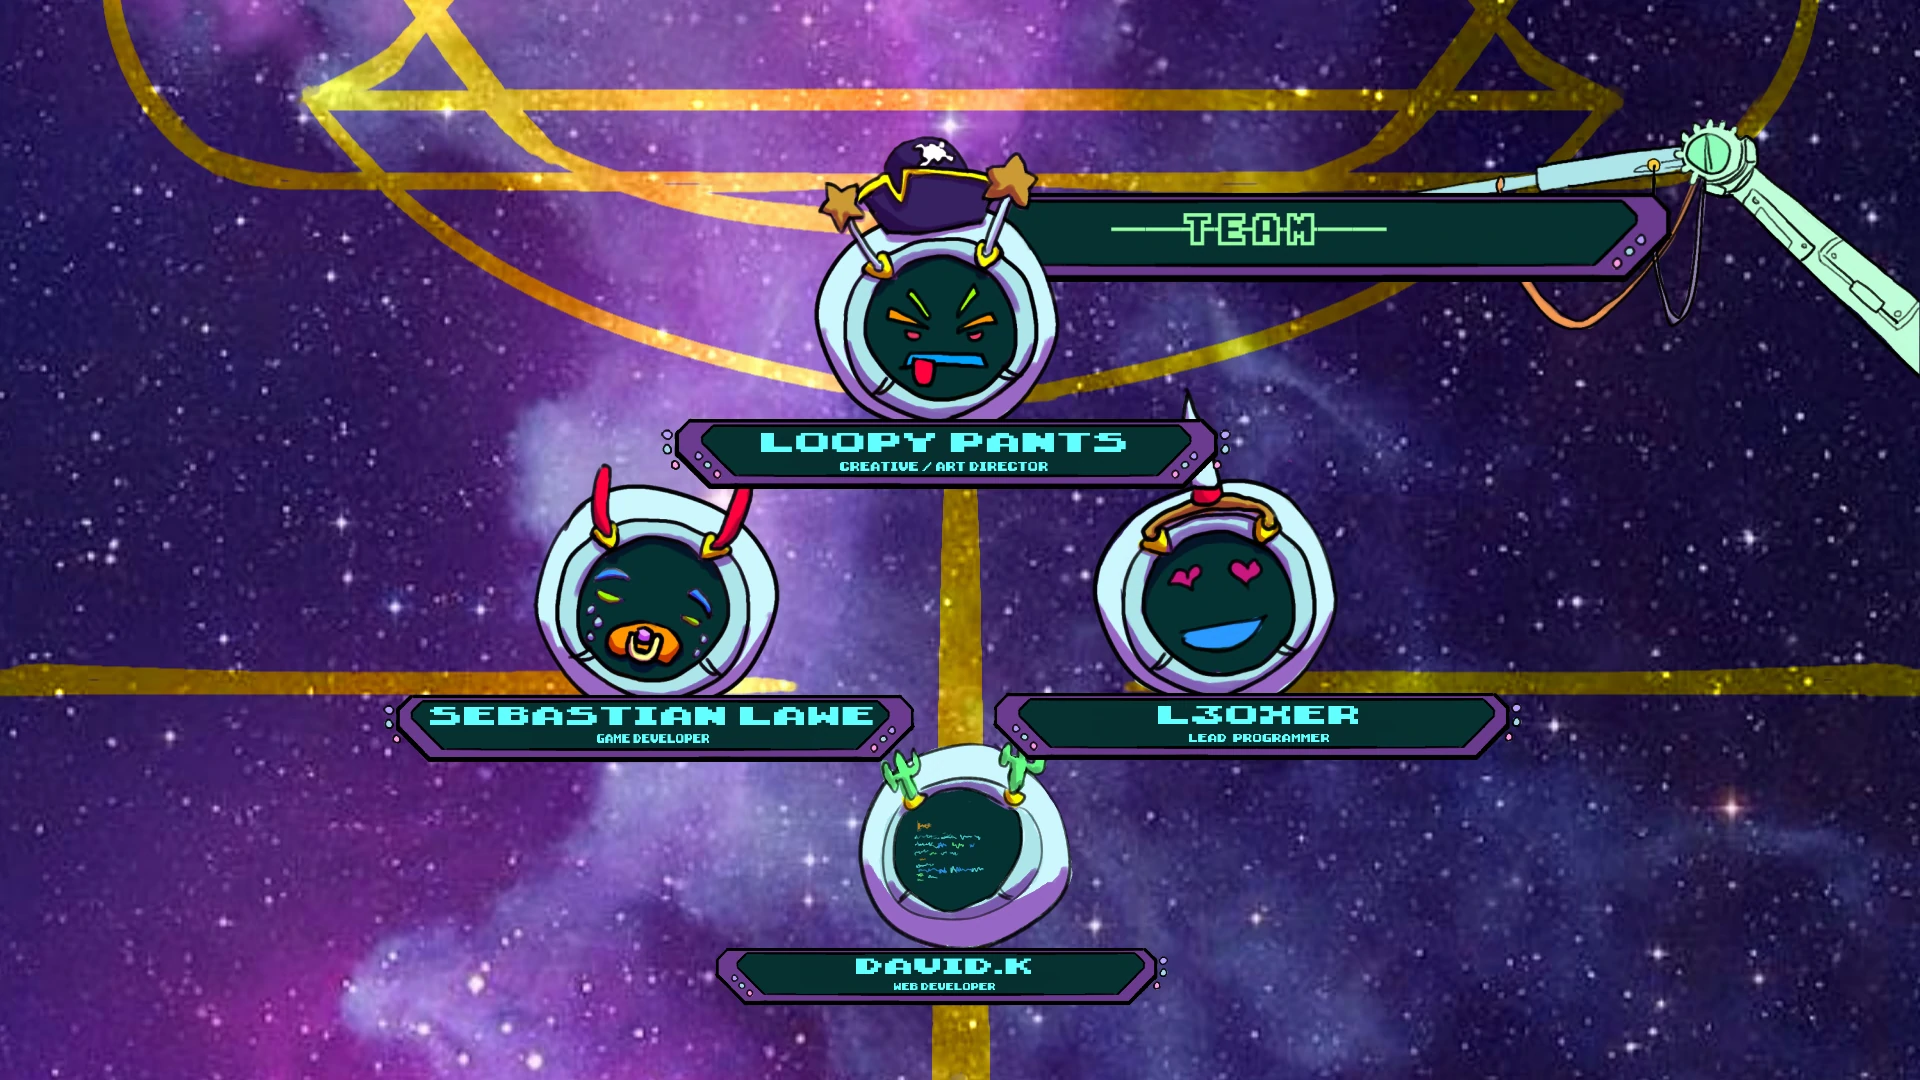 TEAM
LOOPY PANTS
CREATIVE / ART DIRECTOR
SEBASTIAN LAWE
GAME DEVELOPER
L3OXER
LEAD PROGRAMMER
DAVID.K
WEB DEVELOPER